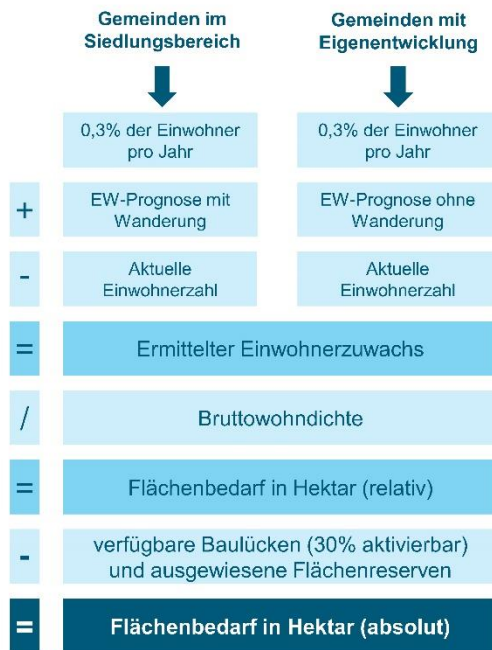 Gemeinden im
Siedlungsbereich
Gemeinden mit
Eigenentwicklung
0,3% der Einwohner
pro Jahr
0,3% der Einwohner
pro Jahr
+
EW-Prognose mit
Wanderung
EW-Prognose ohne
Wanderung
-
Aktuelle
Einwohnerzahl
Aktuelle
Einwohnerzahl
=
Ermittelter Einwohnerzuwachs
/
Bruttowohndichte
=
Flächenbedarf in Hektar (relativ)
-
verfügbare Baulücken (30% aktivierbar)
und ausgewiesene Flächenreserven
=
Flächenbedarf in Hektar (absolut)